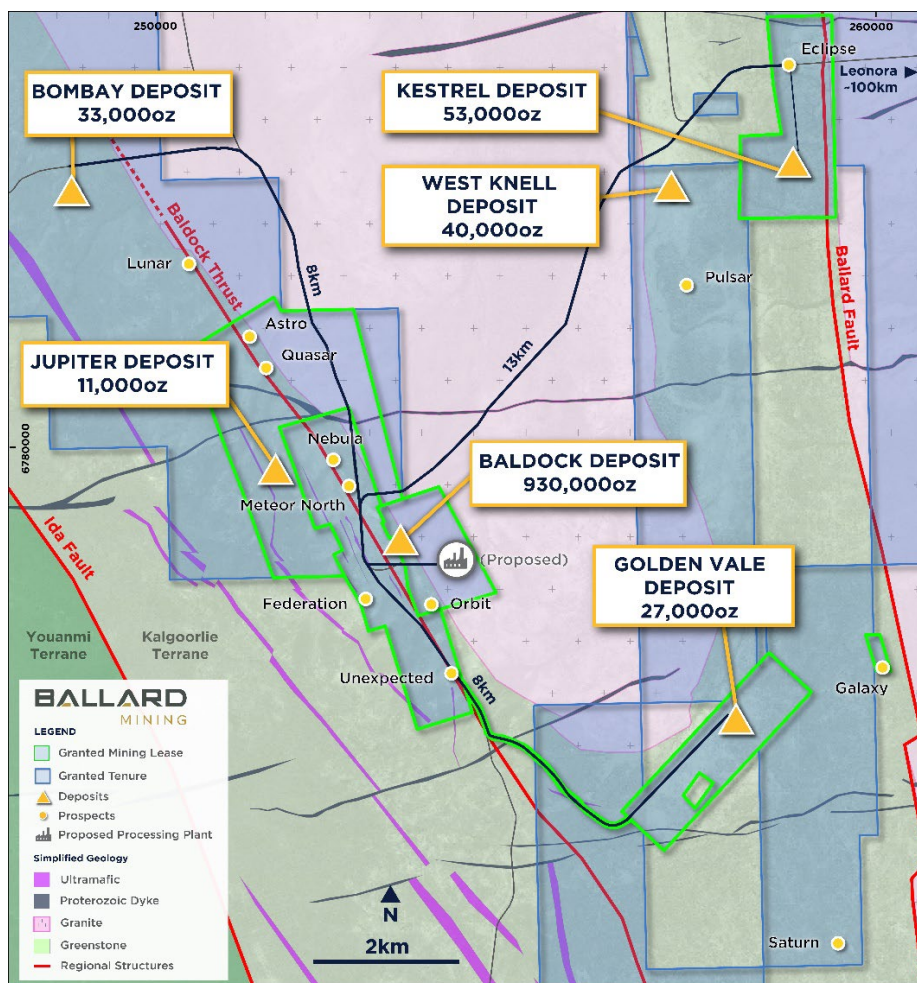 250000
260000
BOMBAY DEPOSIT
33,000oz
KESTREL DEPOSIT
53,000oz
Eclipse
Leonora
~100km
WEST KNELL
DEPOSIT
40,000oz
Baldock Thrust
Lunar
8km
Pulsar
Ballard Fault
Astro
Quasar
JUPITER DEPOSIT
11,000oz
13km
6780000
Nebula
BALDOCK DEPOSIT
930,000oz
Meteor North
Ida Fault
(Proposed)
GOLDEN VALE
DEPOSIT
27,000oz
Federation
Orbit
Youanmi
Terrane
Kalgoorlie
Terrane
Unexpected
8km
Galaxy
BALLARD
MINING
LEGEND
Granted Mining Lease
Granted Tenure
Deposits
Prospects
Proposed Processing Plant
Simplified Geology
Ultramafic
Proterozoic Dyke
Granite
Greenstone
Regional Structures
N
2km
Saturn